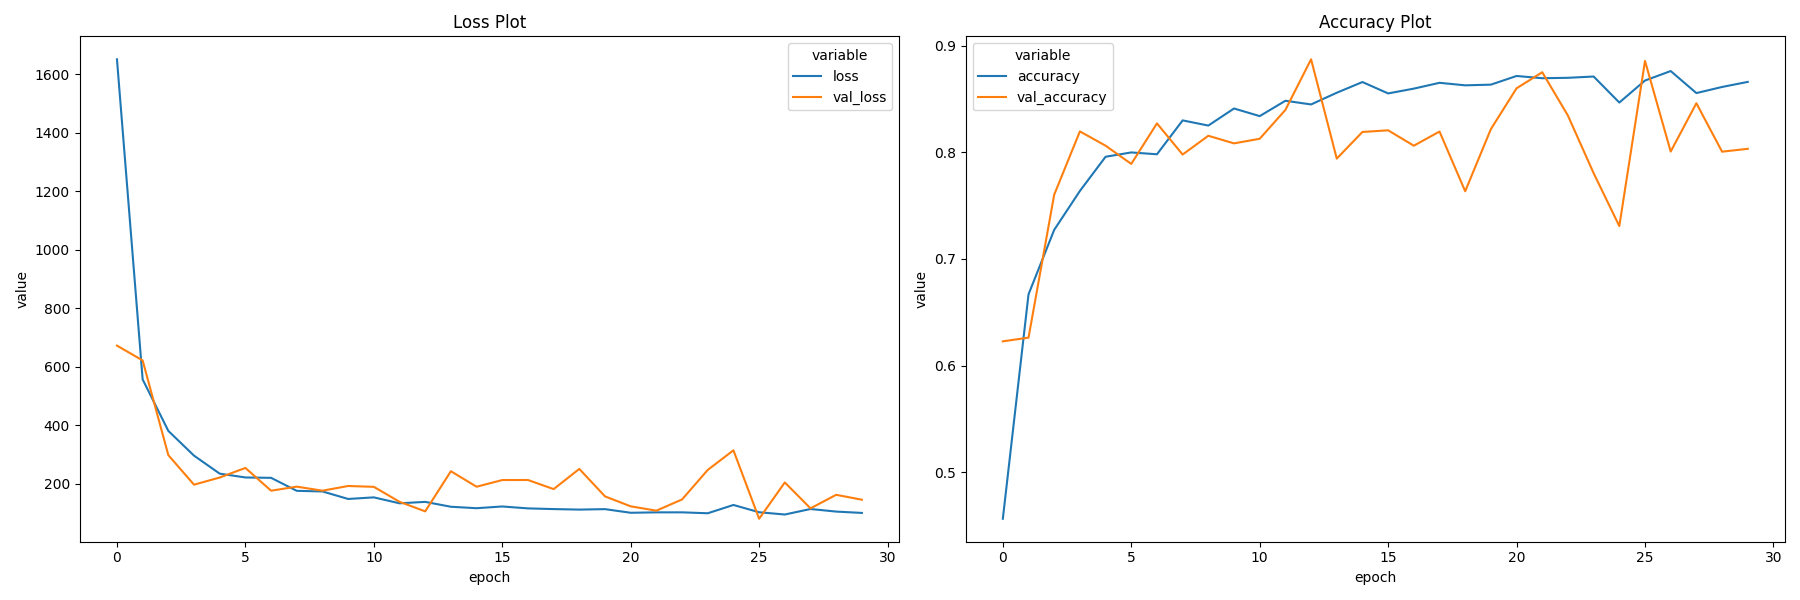 Loss Plot
variable
loss
val_loss
1600
1400
1200
1000
800
600
400
200
value
0 5 10 15 20 25 30
epoch
Accuracy Plot
variable
accuracy
val_accuracy
0.9
0.8
0.7
0.6
0.5
value
0 5 10 15 20 25 30
epoch